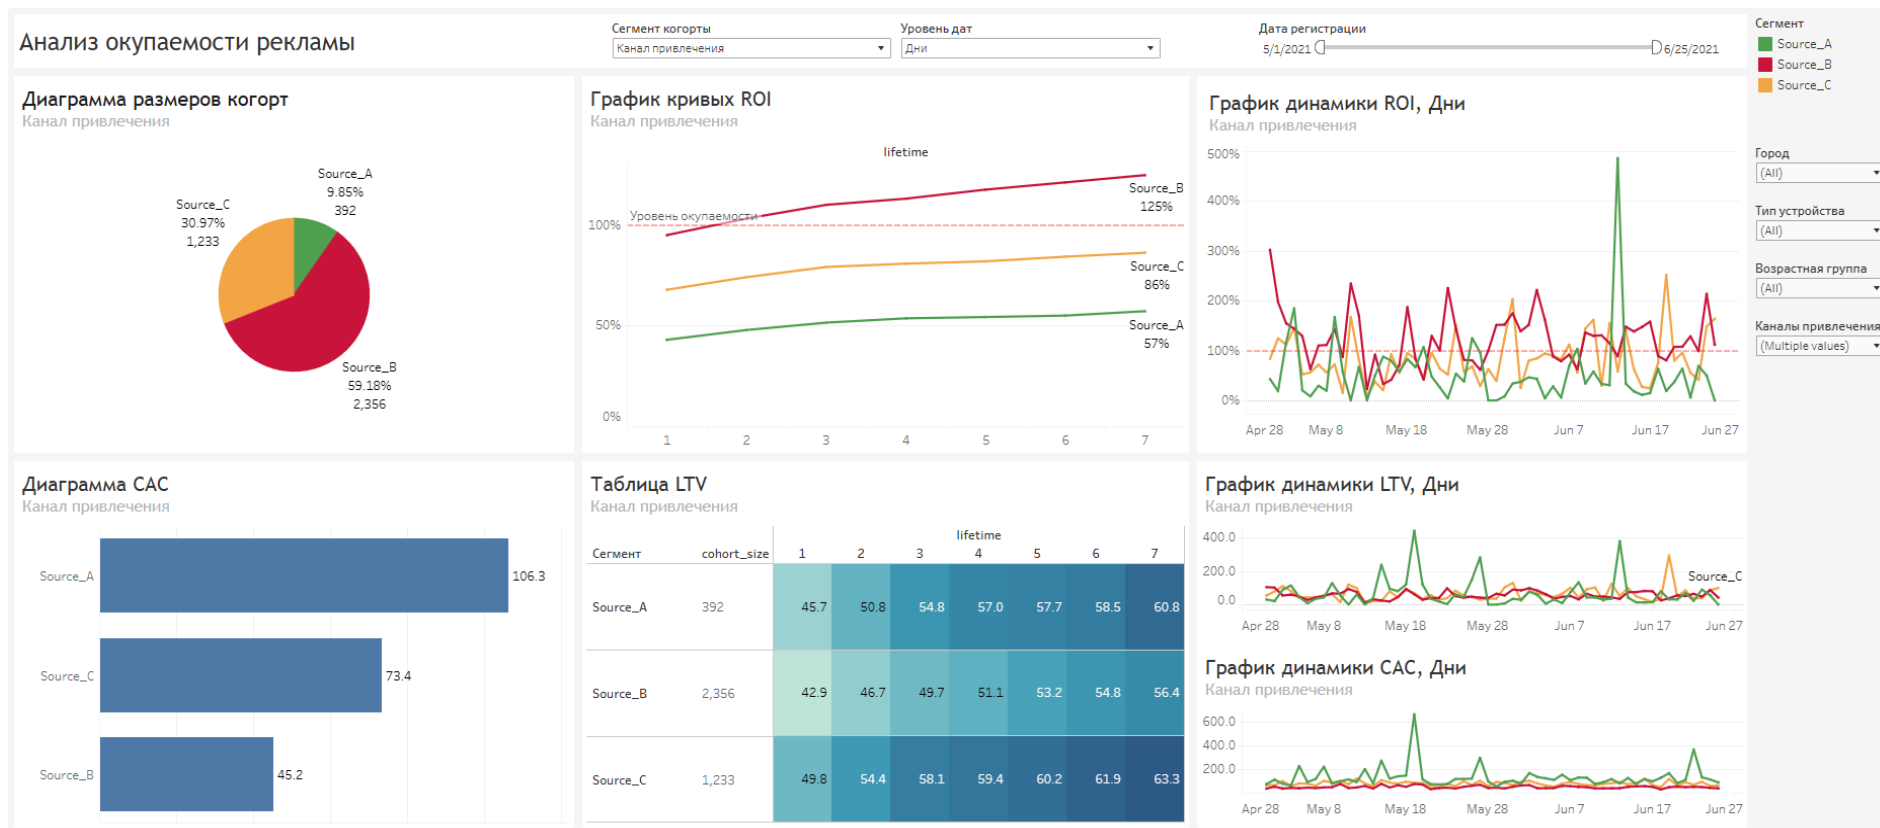 Анализ окупаемости рекламы
Сегмент когорты
Канал привлечения
Уровень дат
Дни
Дата регистрации
5/1/2021
6/25/2021
Сегмент
Source_A
Source_B
Source_C
Город
(All)
Тип устройства
(All)
Возрастная группа
(All)
Каналы привлечения
(Multiple values)
Диаграмма размеров когорт
Канал привлечения
Source_A
9.85%
392
Source_C
30.97%
1,233
Source_B
59.18%
2,356
График кривых ROI
Канал привлечения
lifetime
100%
50%
0%
Уровень окупаемости
Source_B
125%
Source_C
86%
Source_A
57%
1 2 3 4 5 6 7
График динамики ROI, Дни
Канал привлечения
500%
400%
300%
200%
100%
0%
Apr 28 May 8 May 18 May 28 Jun 7 Jun 17 Jun 27
Диаграмма CAC
Канал привлечения
Source_A 106.3
Source_C 73.4
Source_B 45.2
Таблица LTV
Канал привлечения
lifetime
Сегмент cohort_size 1 2 3 4 5 6 7
Source_A 392 45.7 50.8 54.8 57.0 57.7 58.5 60.8
Source_B 2,356 42.9 46.7 49.7 51.1 53.2 54.8 56.4
Source_C 1,233 49.8 54.4 58.1 59.4 60.2 61.9 63.3
График динамики LTV, Дни
Канал привлечения
400.0
200.0
0.0
Source_C
Apr 28 May 8 May 18 May 28 Jun 7 Jun 17 Jun 27
График динамики CAC, Дни
Канал привлечения
600.0
400.0
200.0
Apr 28 May 8 May 18 May 28 Jun 7 Jun 17 Jun 27